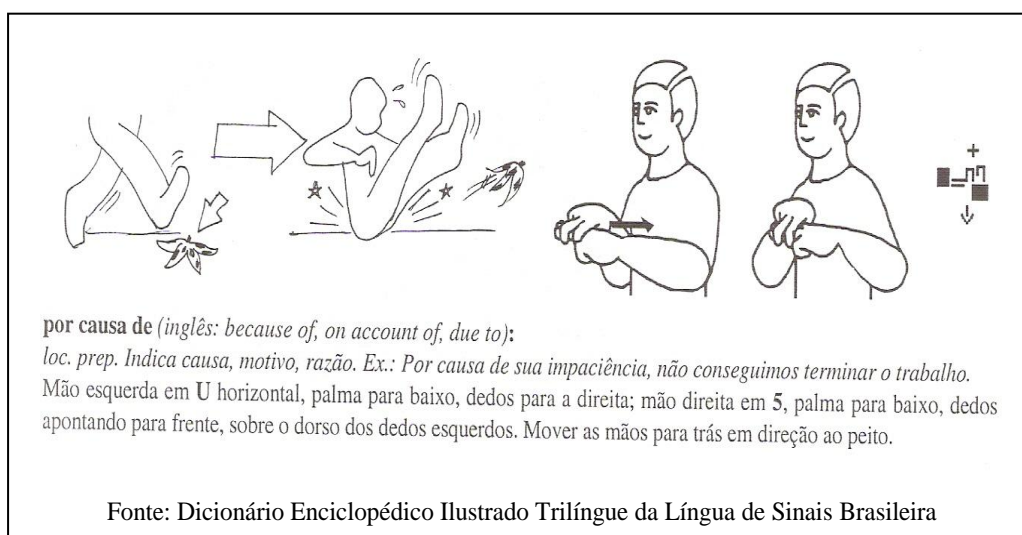 por causa de (inglês: because of, on account of, due to):
loc. prep. Indica causa, motivo, razão. Ex.: Por causa de sua impaciência, não conseguimos terminar o trabalho.
Mão esquerda em U horizontal, palma para baixo, dedos para a direita; mão direita em 5, palma para baixo, dedos
apontando para frente, sobre o dorso dos dedos esquerdos. Mover as mãos para trás em direção ao peito.
Fonte: Dicionário Enciclopédico Ilustrado Trilíngue da Língua de Sinais Brasileira